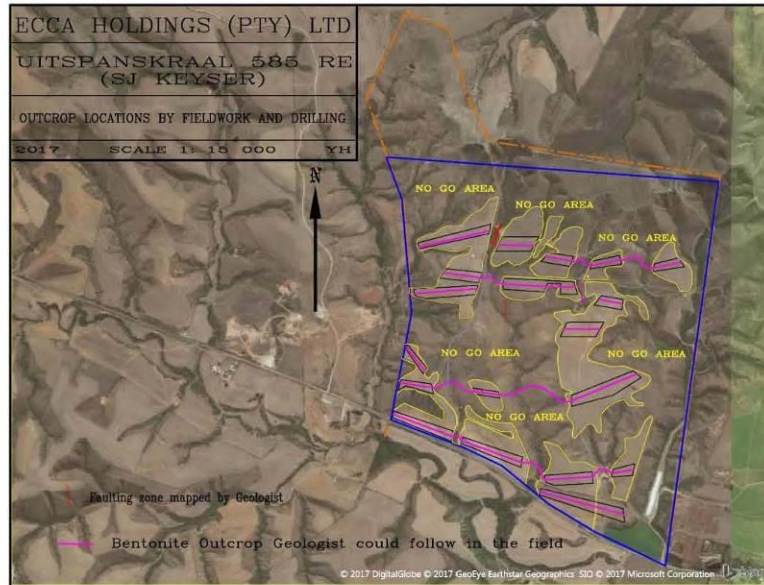 ECCA HOLDINGS (PTY) LTD
UITSPANSKRAAL 585 RE
(SJ KEYSER)
OUTCROP LOCATIONS BY FIELDWORK AND DRILLING
2017 SCALE 1: 15 000 YH
N
NO GO AREA
NO GO AREA
NO GO AREA
NO GO AREA
NO GO AREA
NO GO AREA
Faulting zone mapped by Geologist
Bentonite Outcrop Geologist could follow in the field
© 2017 DigitalGlobe © 2017 GeoEye Earthstar Geographics SIO © 2017 Microsoft Corporation